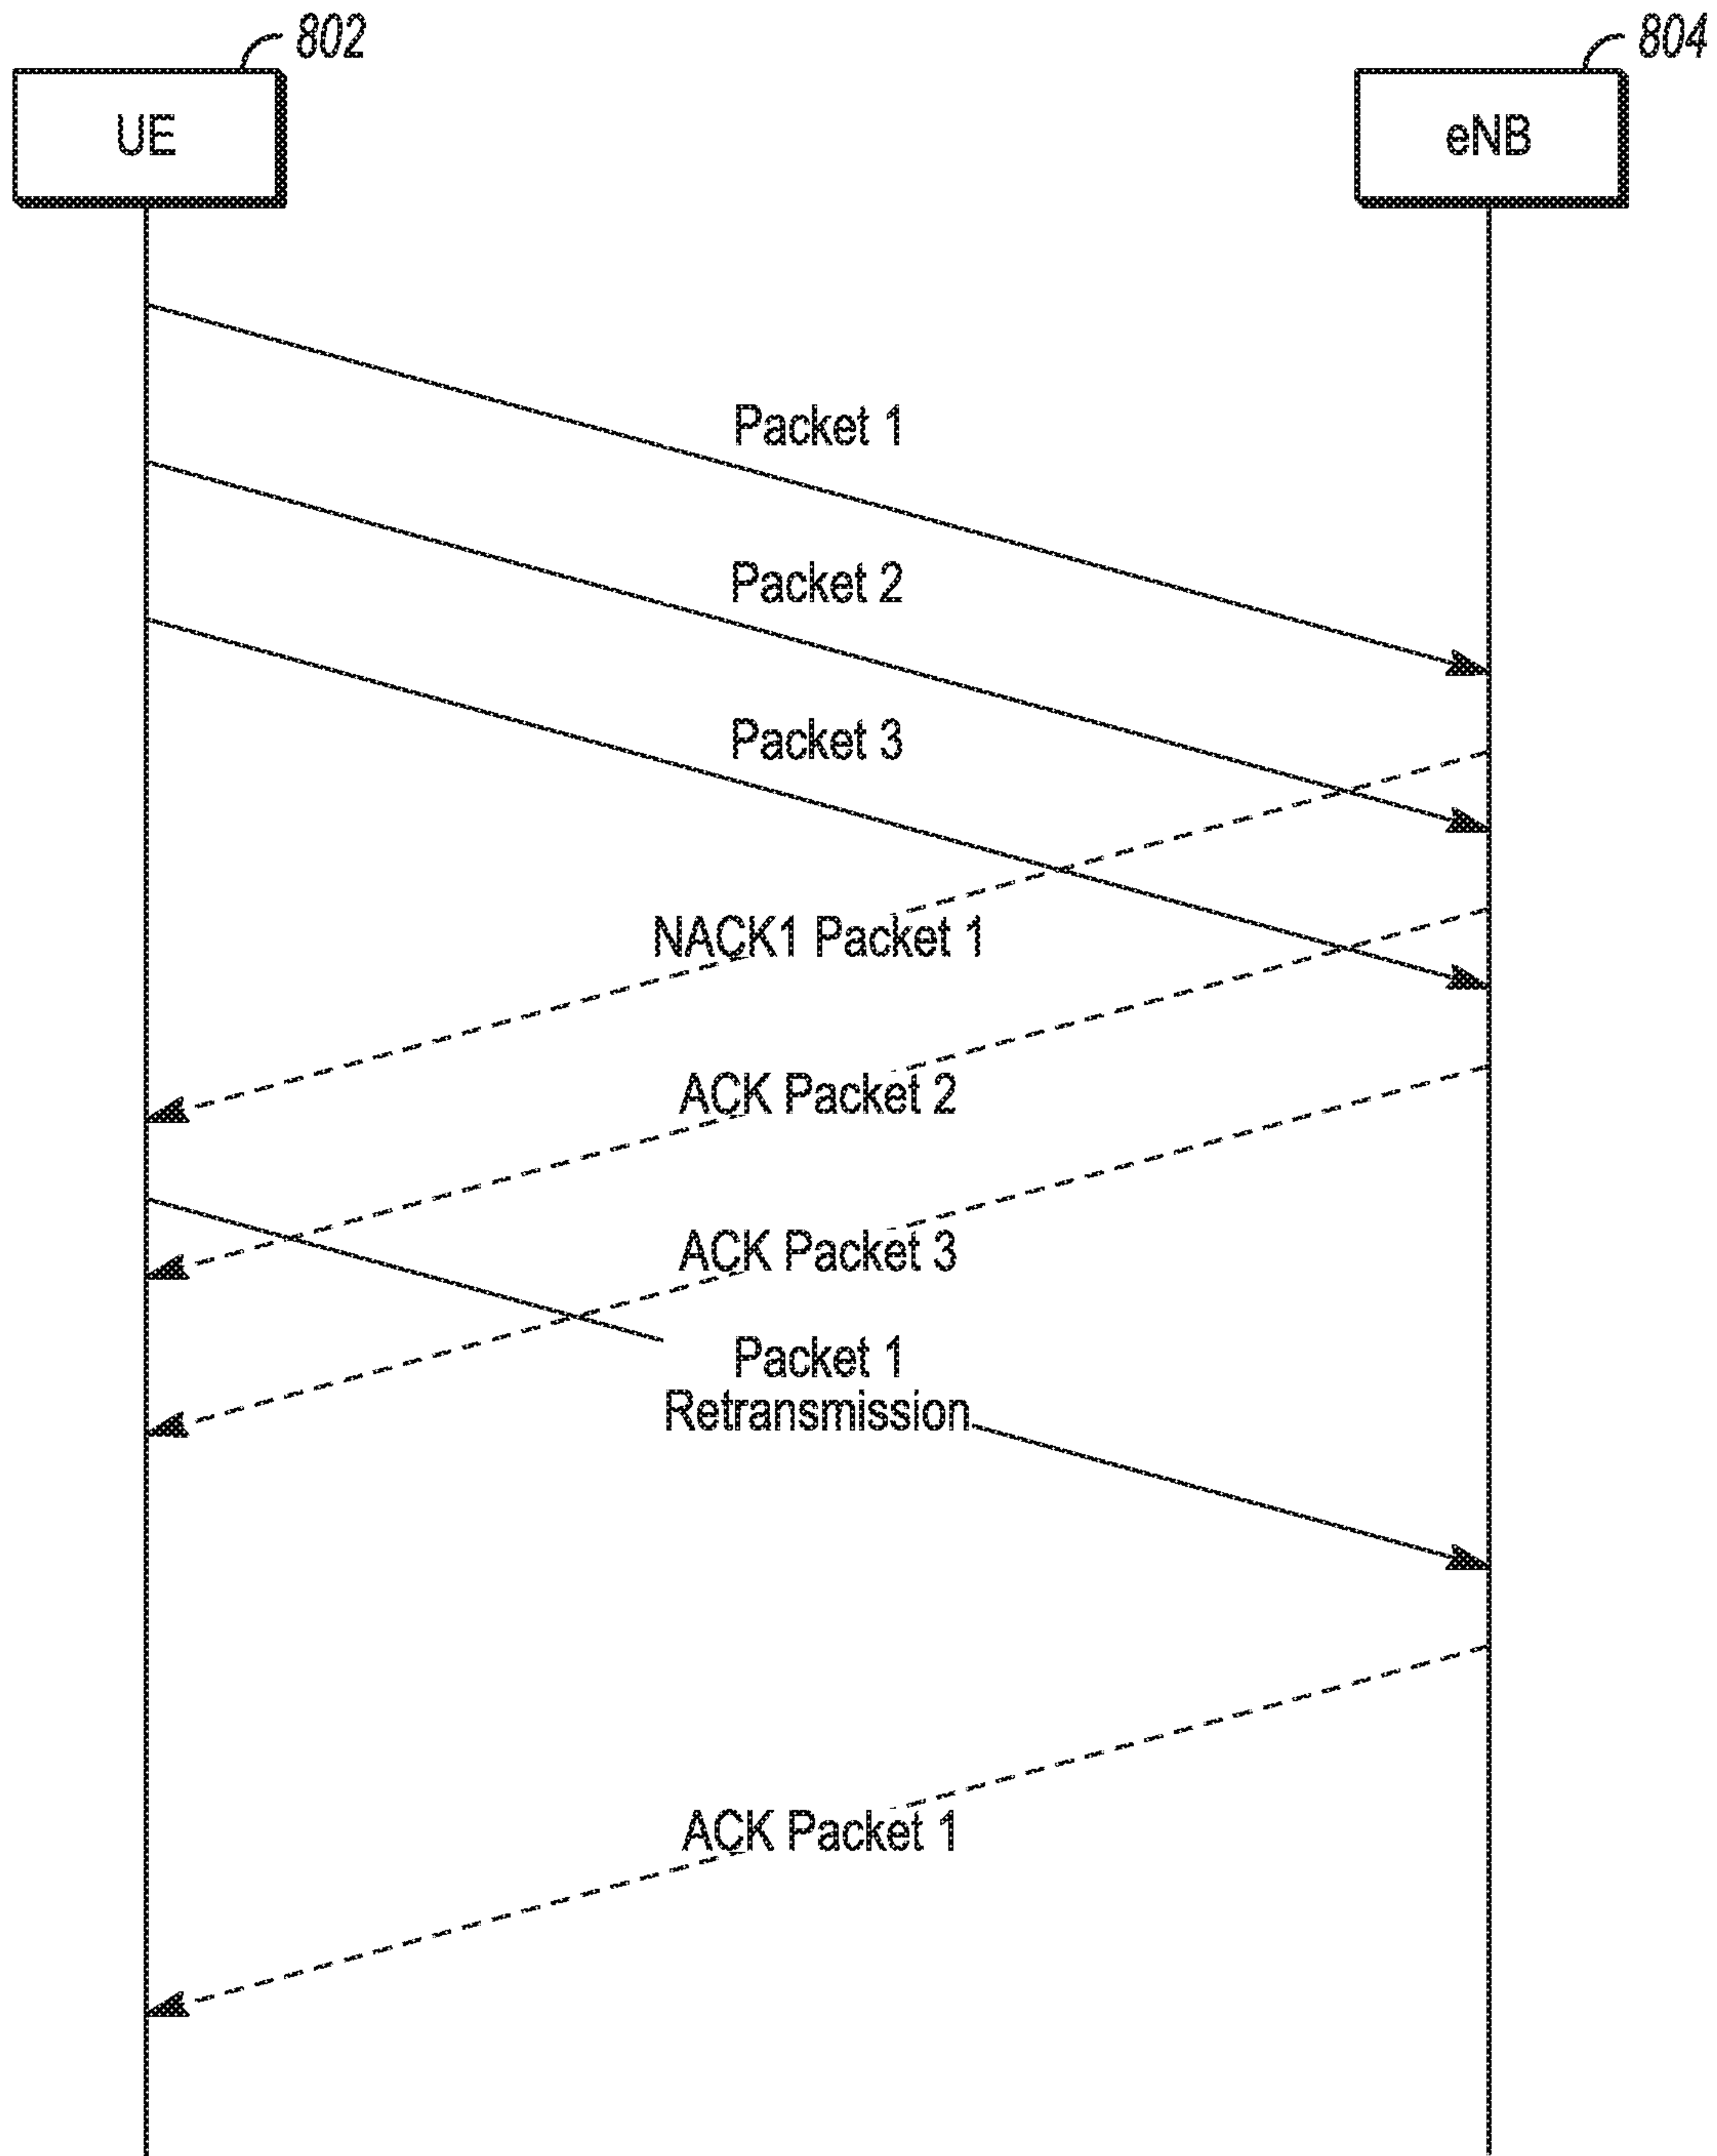 802
804
UE
eNB
Packet 1
Packet 2
Packet 3
NACK1 Packet 1
ACK Packet 2
ACK Packet 3
Packet 1
Retransmission
ACK Packet 1